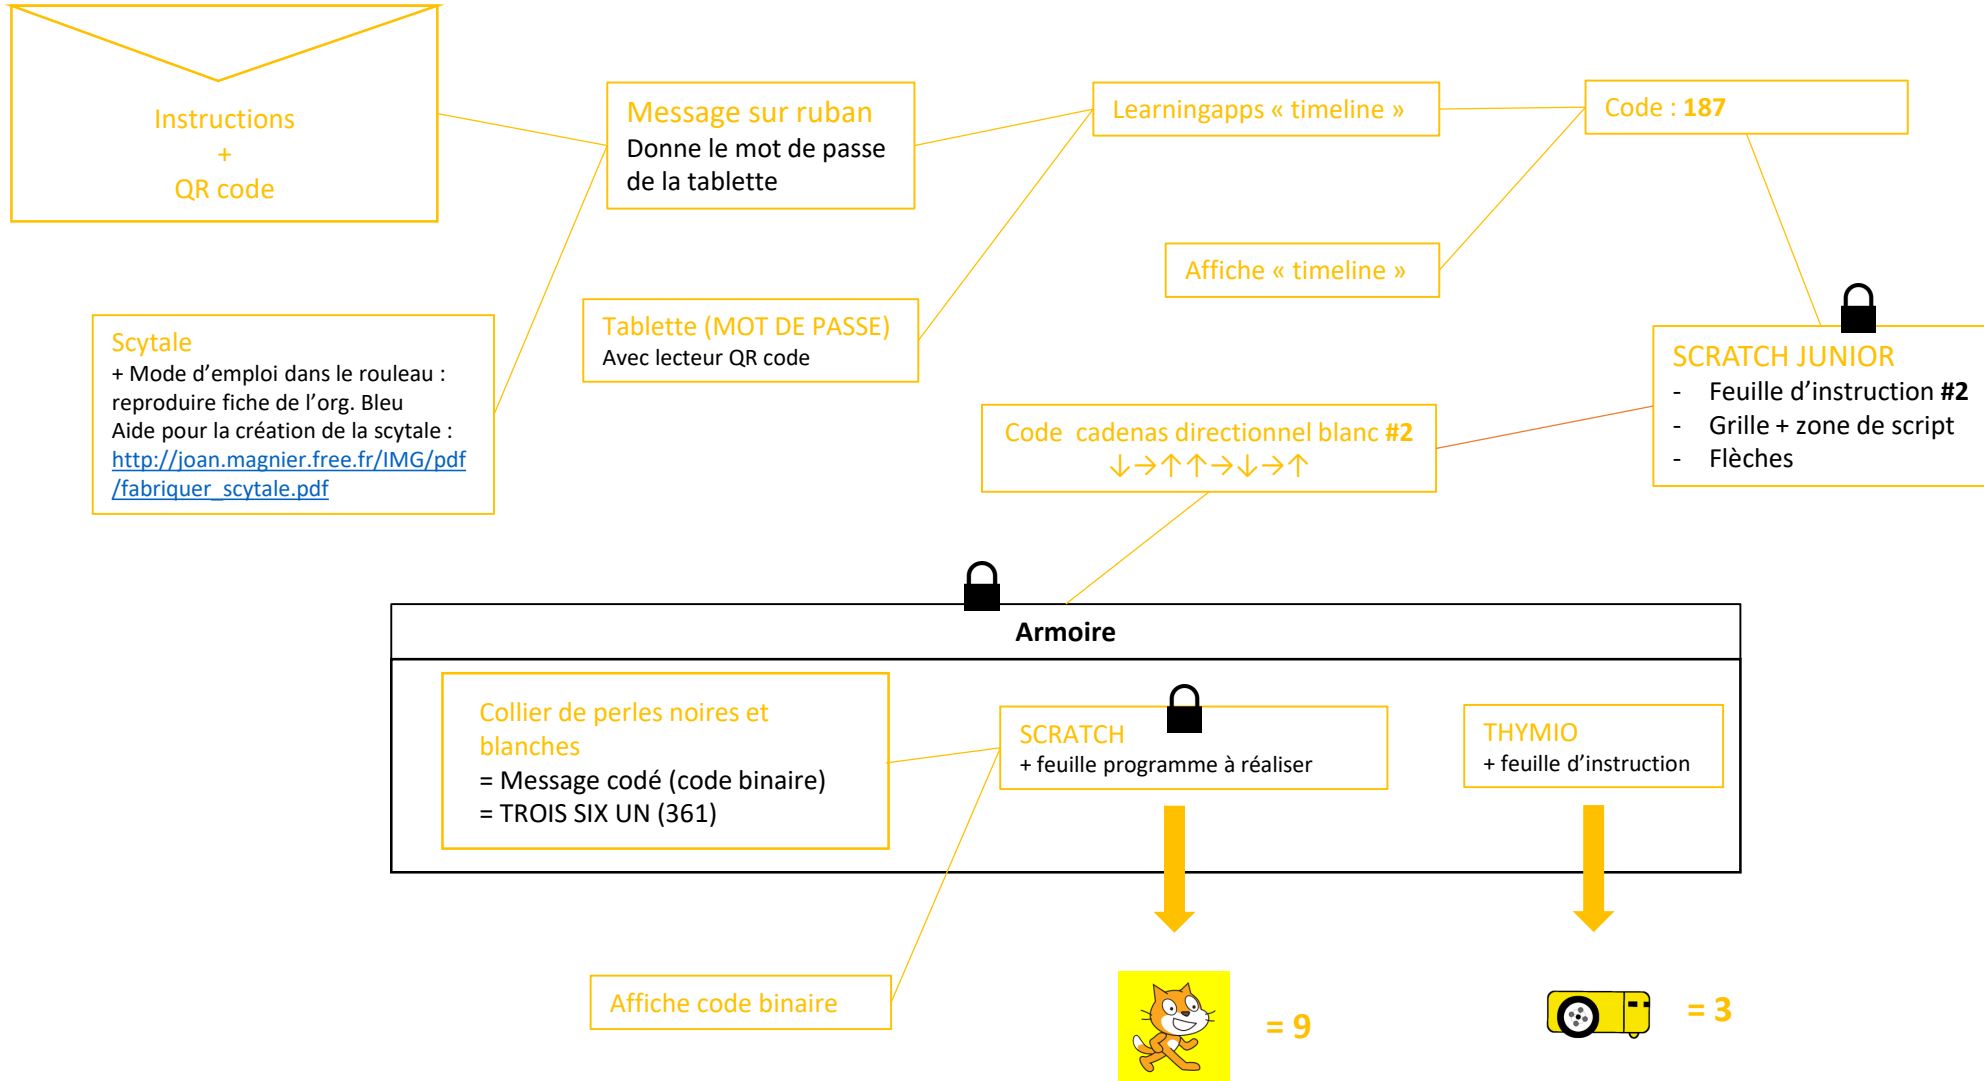 Instructions
+
QR code
Message sur ruban
Donne le mot de passe
de la tablette
Learningapps « timeline »
Code : 187
Affiche « timeline »
Scytale
+ Mode d’emploi dans le rouleau :
reproduire fiche de l’org. Bleu
Aide pour la création de la scytale :
http://joan.magnier.free.fr/IMG/pdf
/fabriquer_scytale.pdf
Tablette (MOT DE PASSE)
Avec lecteur QR code
SCRATCH JUNIOR
- Feuille d’instruction #2
- Grille + zone de script
- Flèches
Code cadenas directionnel blanc #2
↓→↑↑→↓→↑
Armoire
Collier de perles noires et
blanches
= Message codé (code binaire)
= TROIS SIX UN (361)
SCRATCH
+ feuille programme à réaliser
THYMIO
+ feuille d’instruction
Affiche code binaire
= 9
= 3